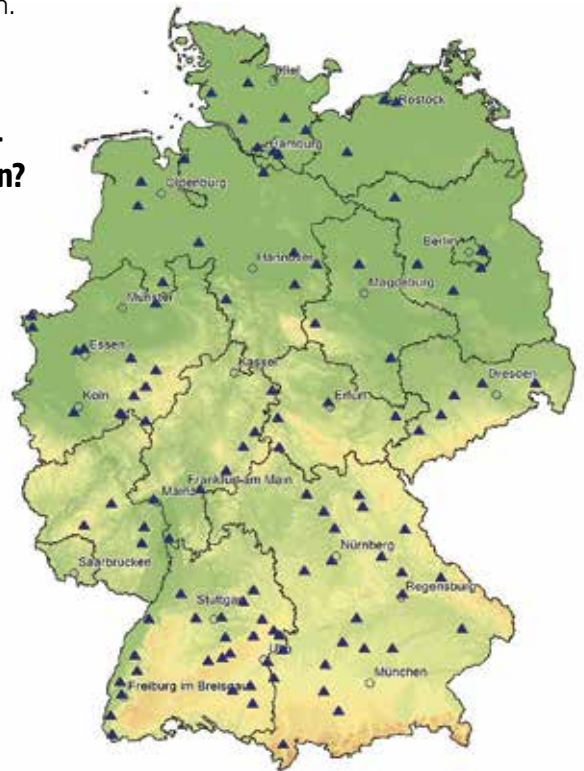 n.
n?
Kiel
Rostock
Hamburg
Oldenburg
Berlin
Hannover
Magdeburg
Münster
Essen
Kassel
Dresden
Köln
Erfurt
Frankfurt am Main
Mainz
Saarbrücken
Nürnberg
Regensburg
Stuttgart
Ulm
München
Freiburg im Breisgau